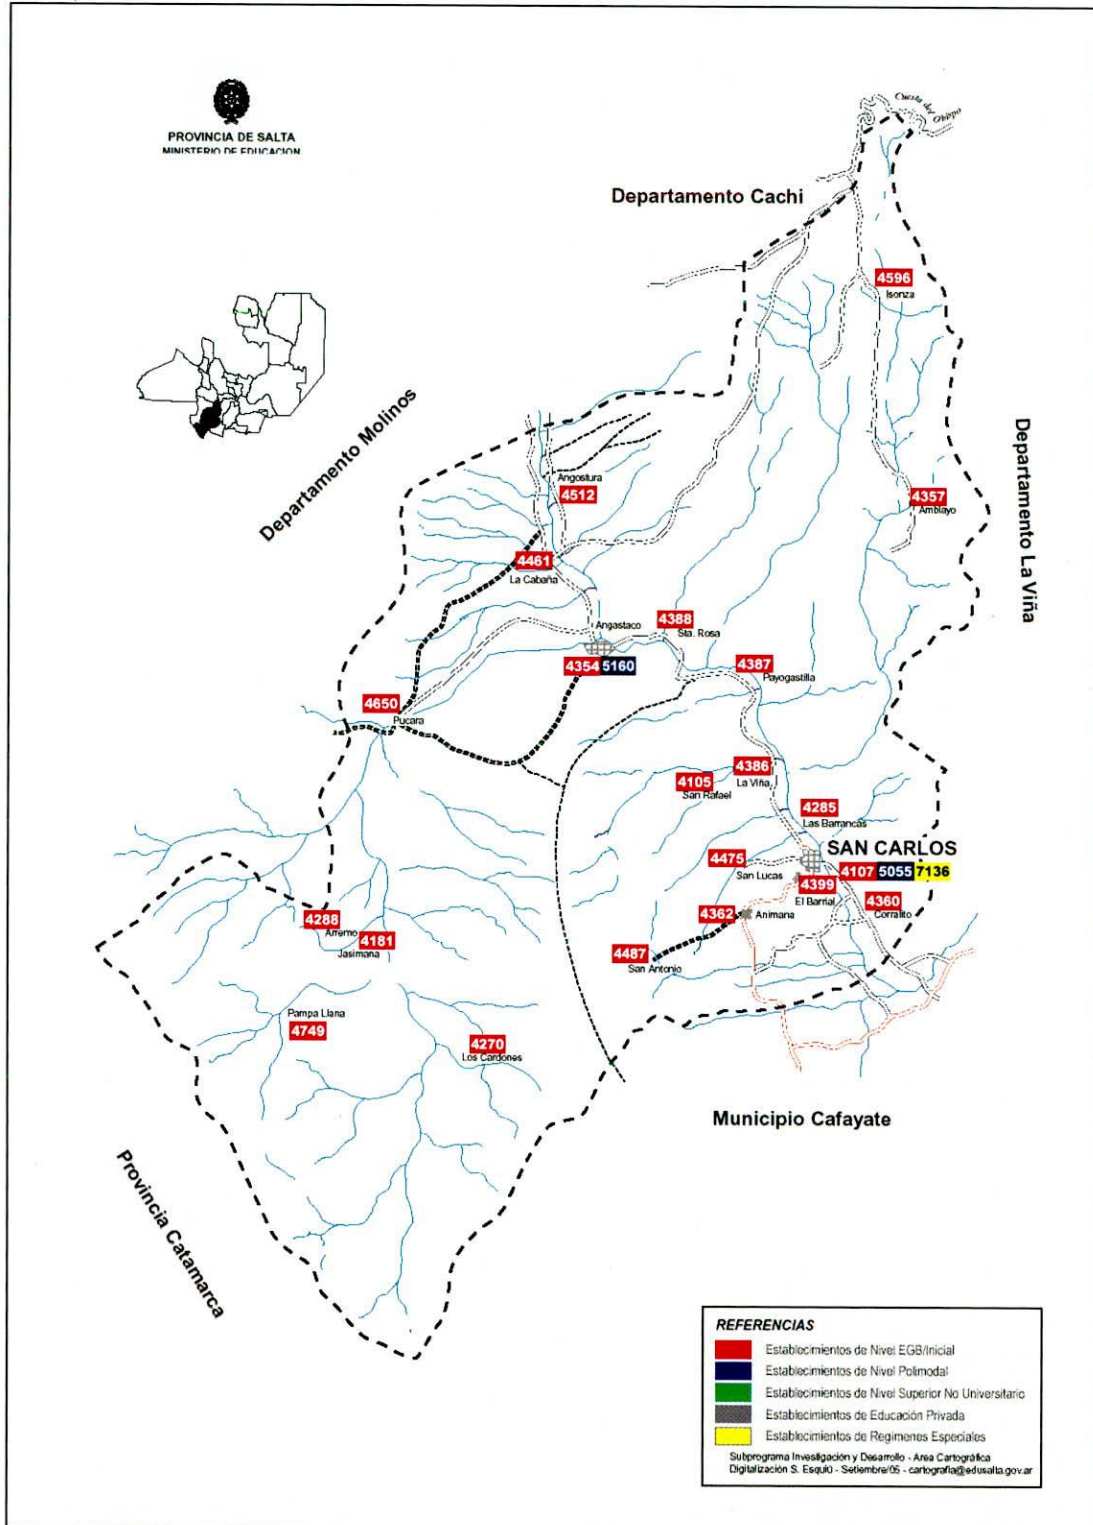 PROVINCIA DE SALTA
MINISTERIO DE EDUCACION
Cuesta del Obispo
Departamento Cachi
4596
Isonza
Departamento Molinos
Departamento La Viña
Angostura
4512
4357
Amblayo
4461
La Cabaña
Angastaco
4388
Sta. Rosa
4354 5160
4387
Payogastilla
4650
Pucara
4386
La Viña
4105
San Rafael
4285
Las Barrancas
SAN CARLOS
4475
San Lucas
4107 5055 7136
4399
El Barrial
4360
Corralito
4362
Animana
4288
Arremo
4181
Jasimana
4487
San Antonio
Pampa Llana
4749
4270
Los Cardones
Municipio Cafayate
Provincia Catamarca
REFERENCIAS
Establecimientos de Nivel EGB/Inicial
Establecimientos de Nivel Polimodal
Establecimientos de Nivel Superior No Universitario
Establecimientos de Educación Privada
Establecimientos de Regimenes Especiales
Subprograma Investigación y Desarrollo - Area Cartográfica
Digitalización S. Esquiú - Setiembre/05 - cartografia@edusalta.gov.ar